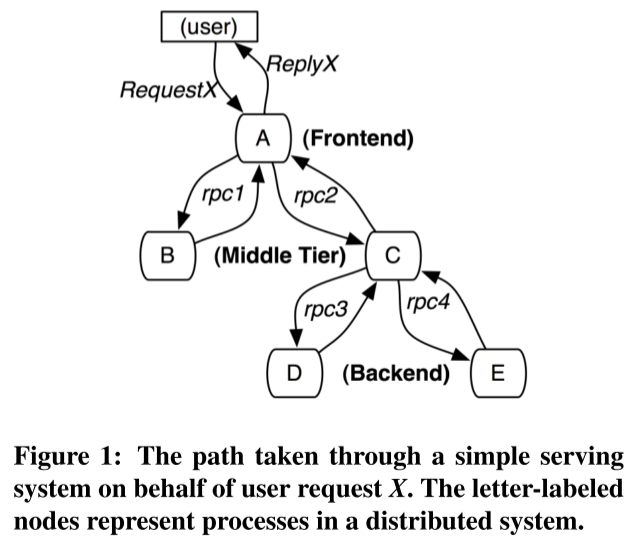 (user)
ReplyX
RequestX
A (Frontend)
rpc1 rpc2
B (Middle Tier) C
rpc3 rpc4
D (Backend) E
Figure 1: The path taken through a simple serving
system on behalf of user request X. The letter-labeled
nodes represent processes in a distributed system.